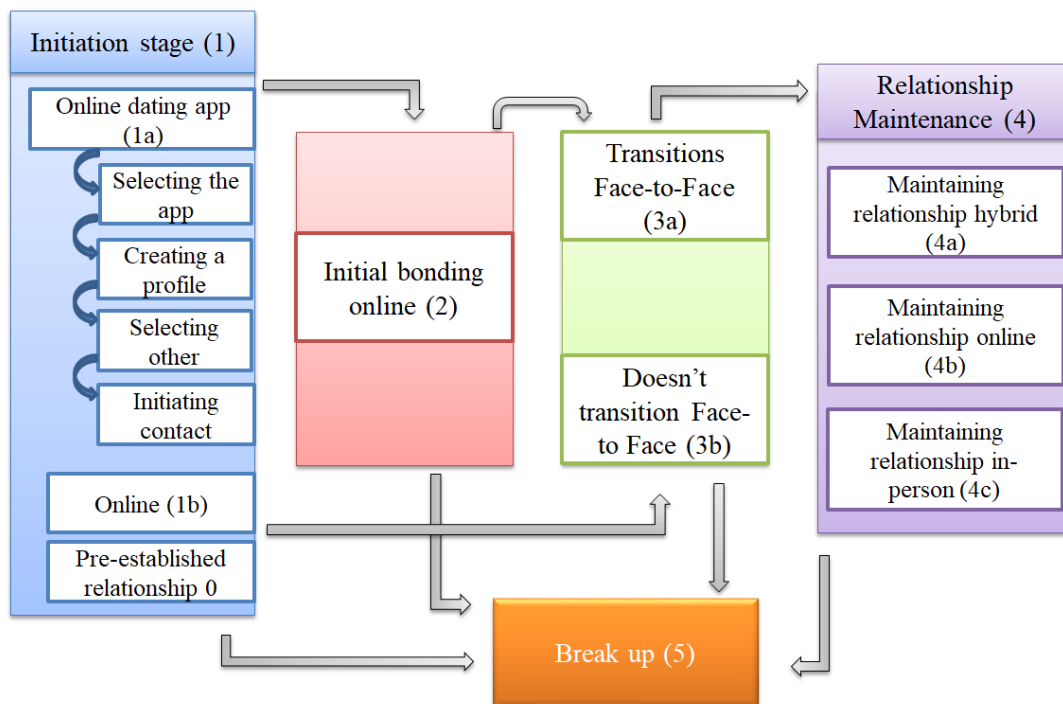 Initiation stage (1)
Online dating app
(1a)
Selecting the
app
Creating a
profile
Selecting
other
Initiating
contact
Online (1b)
Pre-established
relationship 0
Initial bonding
online (2)
Transitions
Face-to-Face
(3a)
Doesn’t
transition Face-
to Face (3b)
Relationship
Maintenance (4)
Maintaining
relationship hybrid
(4a)
Maintaining
relationship online
(4b)
Maintaining
relationship in-
person (4c)
Break up (5)